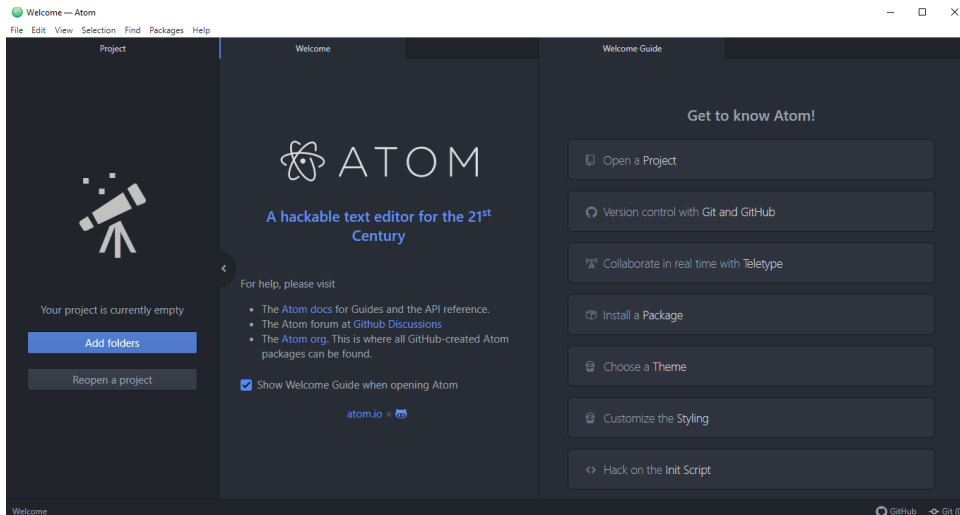 Welcome — Atom
File Edit View Selection Find Packages Help
Project
Welcome
Welcome Guide
Your project is currently empty
Add folders
Reopen a project
ATOM
A hackable text editor for the 21st
Century
For help, please visit
• The Atom docs for Guides and the API reference.
• The Atom forum at Github Discussions
• The Atom org. This is where all GitHub-created Atom
packages can be found.
Show Welcome Guide when opening Atom
atom.io ×
Get to know Atom!
Open a Project
Version control with Git and GitHub
Collaborate in real time with Teletype
Install a Package
Choose a Theme
Customize the Styling
Hack on the Init Script
Welcome
GitHub
Git (0